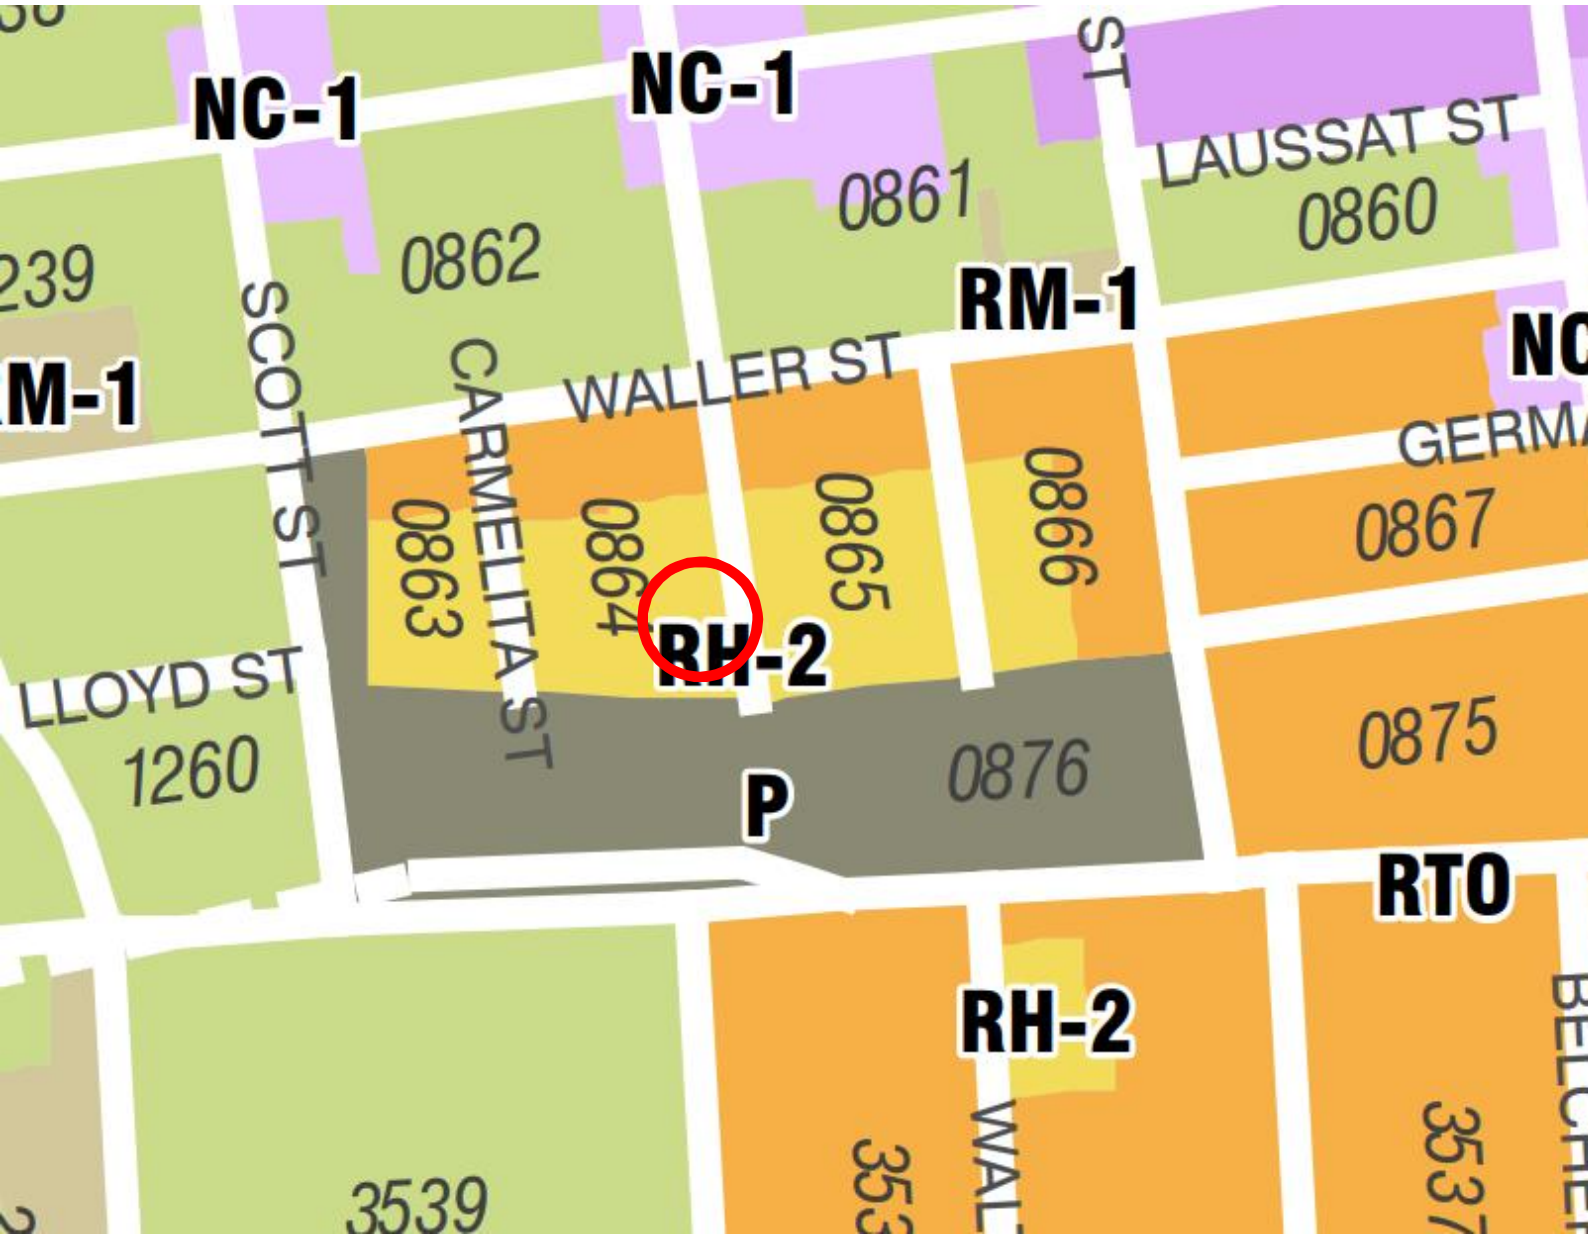 NC-1
NC-1
ST
LAUSSAT ST
0861
0860
0862
239
RM-1
SCOTT ST
CARMELITA ST
WALLER ST
NC
M-1
GERMA
0863
0864
0865
0866
0867
RH-2
LLOYD ST
1260
0875
0876
P
RTO
RH-2
BELCHER
WALT
3537
353
3539